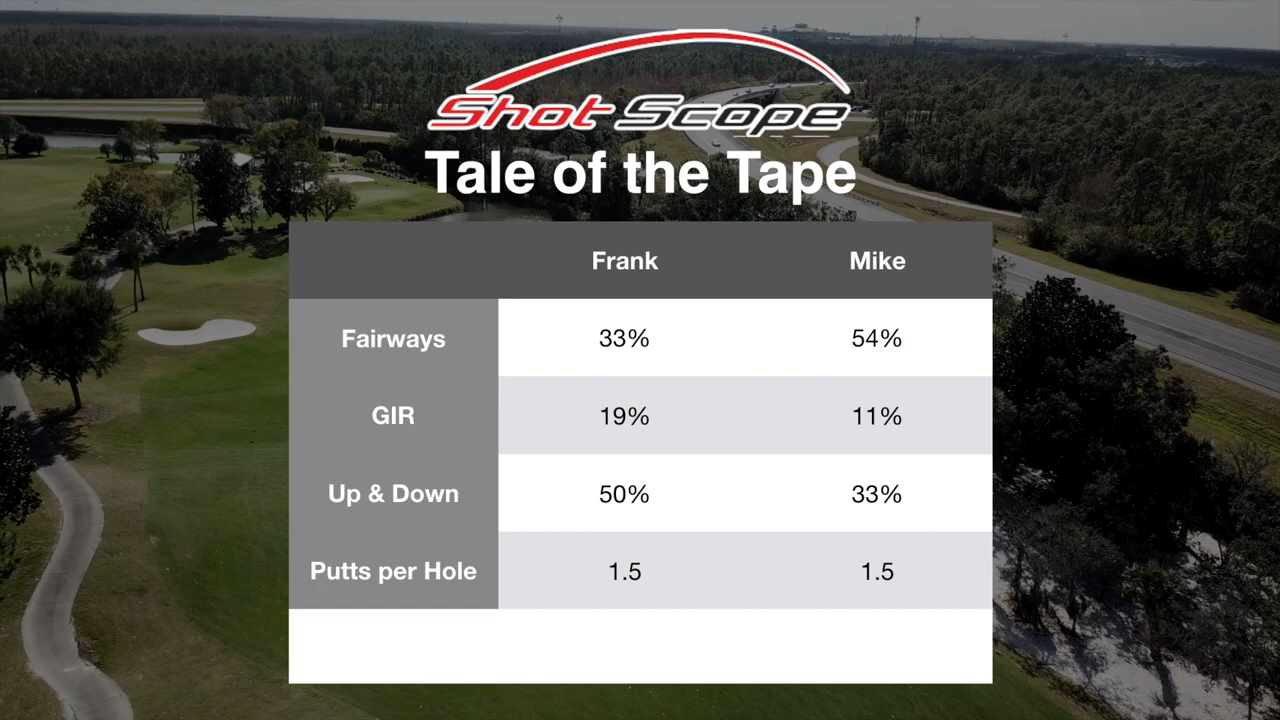 Shot Scope
Tale of the Tape
Frank Mike
Fairways 33% 54%
GIR 19% 11%
Up & Down 50% 33%
Putts per Hole 1.5 1.5